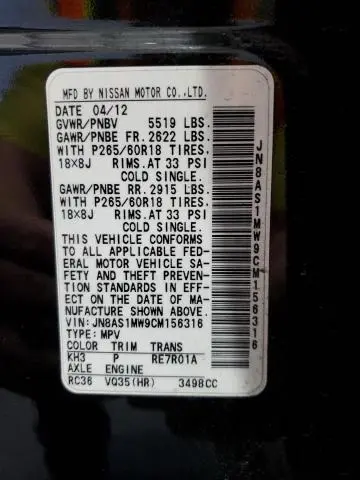 MFD BY NISSAN MOTOR CO.,LTD.
DATE 04/12
GVWR/PNBV 5519 LBS.
GAWR/PNBE FR.2622 LBS.
WITH P265/60R18 TIRES,
18×8J RIMS.AT 33 PSI
COLD SINGLE.
GAWR/PNBE RR.2915 LBS.
WITH P265/60R18 TIRES,
18×8J RIMS.AT 33 PSI
COLD SINGLE.
THIS VEHICLE CONFORMS
TO ALL APPLICABLE FED-
ERAL MOTOR VEHICLE SA-
FETY AND THEFT PREVEN-
TION STANDARDS IN EFF-
ECT ON THE DATE OF MA-
NUFACTURE SHOWN ABOVE.
VIN: JN8AS1MW9CM156316
TYPE: MPV
COLOR TRIM TRANS
KH3 P RE7R01A
AXLE ENGINE
RC36 VQ35(HR) 3498CC
JN8AS1MW9CM156316